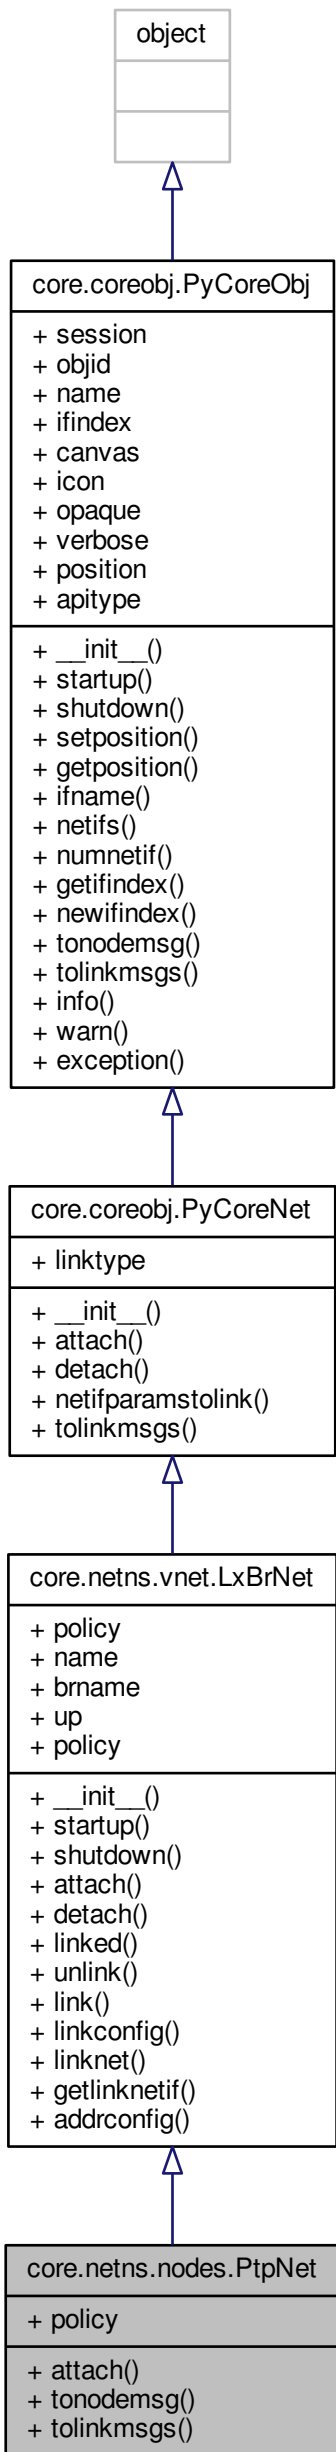 object
core.coreobj.PyCoreObj
+ session
+ objid
+ name
+ ifindex
+ canvas
+ icon
+ opaque
+ verbose
+ position
+ apitype
+ __init__()
+ startup()
+ shutdown()
+ setposition()
+ getposition()
+ ifname()
+ netifs()
+ numnetif()
+ getifindex()
+ newifindex()
+ tonodemsg()
+ tolinkmsgs()
+ info()
+ warn()
+ exception()
core.coreobj.PyCoreNet
+ linktype
+ __init__()
+ attach()
+ detach()
+ netifparamstolink()
+ tolinkmsgs()
core.netns.vnet.LxBrNet
+ policy
+ name
+ brname
+ up
+ policy
+ __init__()
+ startup()
+ shutdown()
+ attach()
+ detach()
+ linked()
+ unlink()
+ link()
+ linkconfig()
+ linknet()
+ getlinknetif()
+ addrconfig()
core.netns.nodes.PtpNet
+ policy
+ attach()
+ tonodemsg()
+ tolinkmsgs()